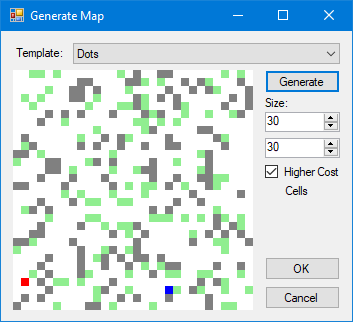 Generate Map
Template: Dots
Generate
Size:
30
30
Higher Cost
Cells
OK
Cancel